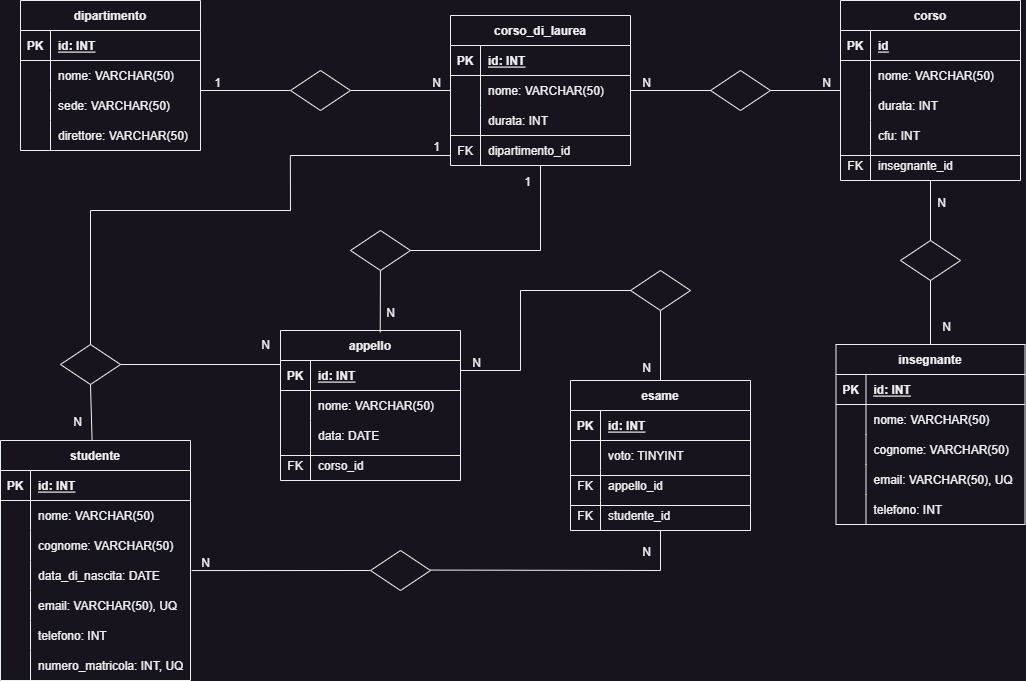 dipartimento
PK id: INT
nome: VARCHAR(50)
sede: VARCHAR(50)
direttore: VARCHAR(50)
1
N
corso_di_laurea
PK id: INT
nome: VARCHAR(50)
durata: INT
FK dipartimento_id
N
N
corso
PK id
nome: VARCHAR(50)
durata: INT
cfu: INT
FK insegnante_id
1
1
N
N
N
N
appello
PK id: INT
nome: VARCHAR(50)
data: DATE
FK corso_id
N
N
esame
PK id: INT
voto: TINYINT
FK appello_id
FK studente_id
N
insegnante
PK id: INT
nome: VARCHAR(50)
cognome: VARCHAR(50)
email: VARCHAR(50), UQ
telefono: INT
N
studente
PK id: INT
nome: VARCHAR(50)
cognome: VARCHAR(50)
data_di_nascita: DATE
email: VARCHAR(50), UQ
telefono: INT
numero_matricola: INT, UQ
N